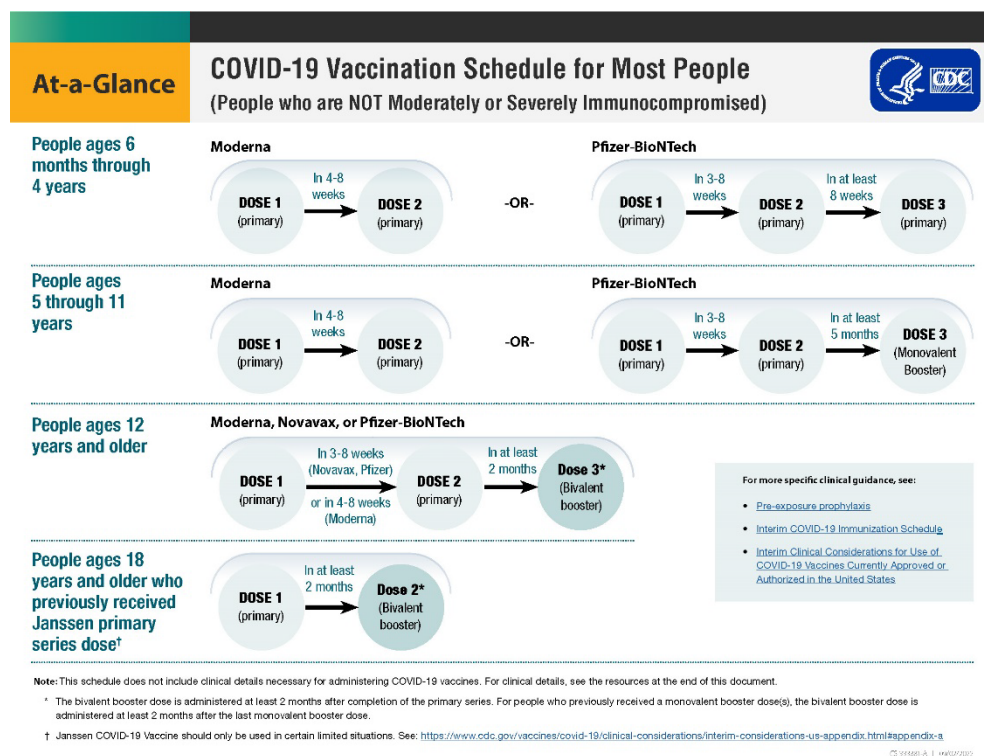 At-a-Glance
COVID-19 Vaccination Schedule for Most People
(People who are NOT Moderately or Severely Immunocompromised)
CDC
People ages 6
months through
4 years
Moderna
DOSE 1
(primary)
In 4-8
weeks
DOSE 2
(primary)
-OR-
Pfizer-BioNTech
DOSE 1
(primary)
In 3-8
weeks
DOSE 2
(primary)
In at least
8 weeks
DOSE 3
(primary)
People ages
5 through 11
years
Moderna
DOSE 1
(primary)
In 4-8
weeks
DOSE 2
(primary)
-OR-
Pfizer-BioNTech
DOSE 1
(primary)
In 3-8
weeks
DOSE 2
(primary)
In at least
5 months
DOSE 3
(Monovalent
Booster)
People ages 12
years and older
Moderna, Novavax, or Pfizer-BioNTech
DOSE 1
(primary)
In 3-8 weeks
(Novavax, Pfizer)
or in 4-8 weeks
(Moderna)
DOSE 2
(primary)
In at least
2 months
Dose 3*
(Bivalent
booster)
For more specific clinical guidance, see:
• Pre-exposure prophylaxis
• Interim COVID-19 Immunization Schedule
• Interim Clinical Considerations for Use of
COVID-19 Vaccines Currently Approved or
Authorized in the United States
People ages 18
years and older who
previously received
Janssen primary
series dose†
DOSE 1
(primary)
In at least
2 months
Dose 2*
(Bivalent
booster)
Note: This schedule does not include clinical details necessary for administering COVID-19 vaccines. For clinical details, see the resources at the end of this document.
* The bivalent booster dose is administered at least 2 months after completion of the primary series. For people who previously received a monovalent booster dose(s), the bivalent booster dose is
administered at least 2 months after the last monovalent booster dose.
† Janssen COVID-19 Vaccine should only be used in certain limited situations. See: https://www.cdc.gov/vaccines/covid-19/clinical-considerations/interim-considerations-us-appendix.html#appendix-a